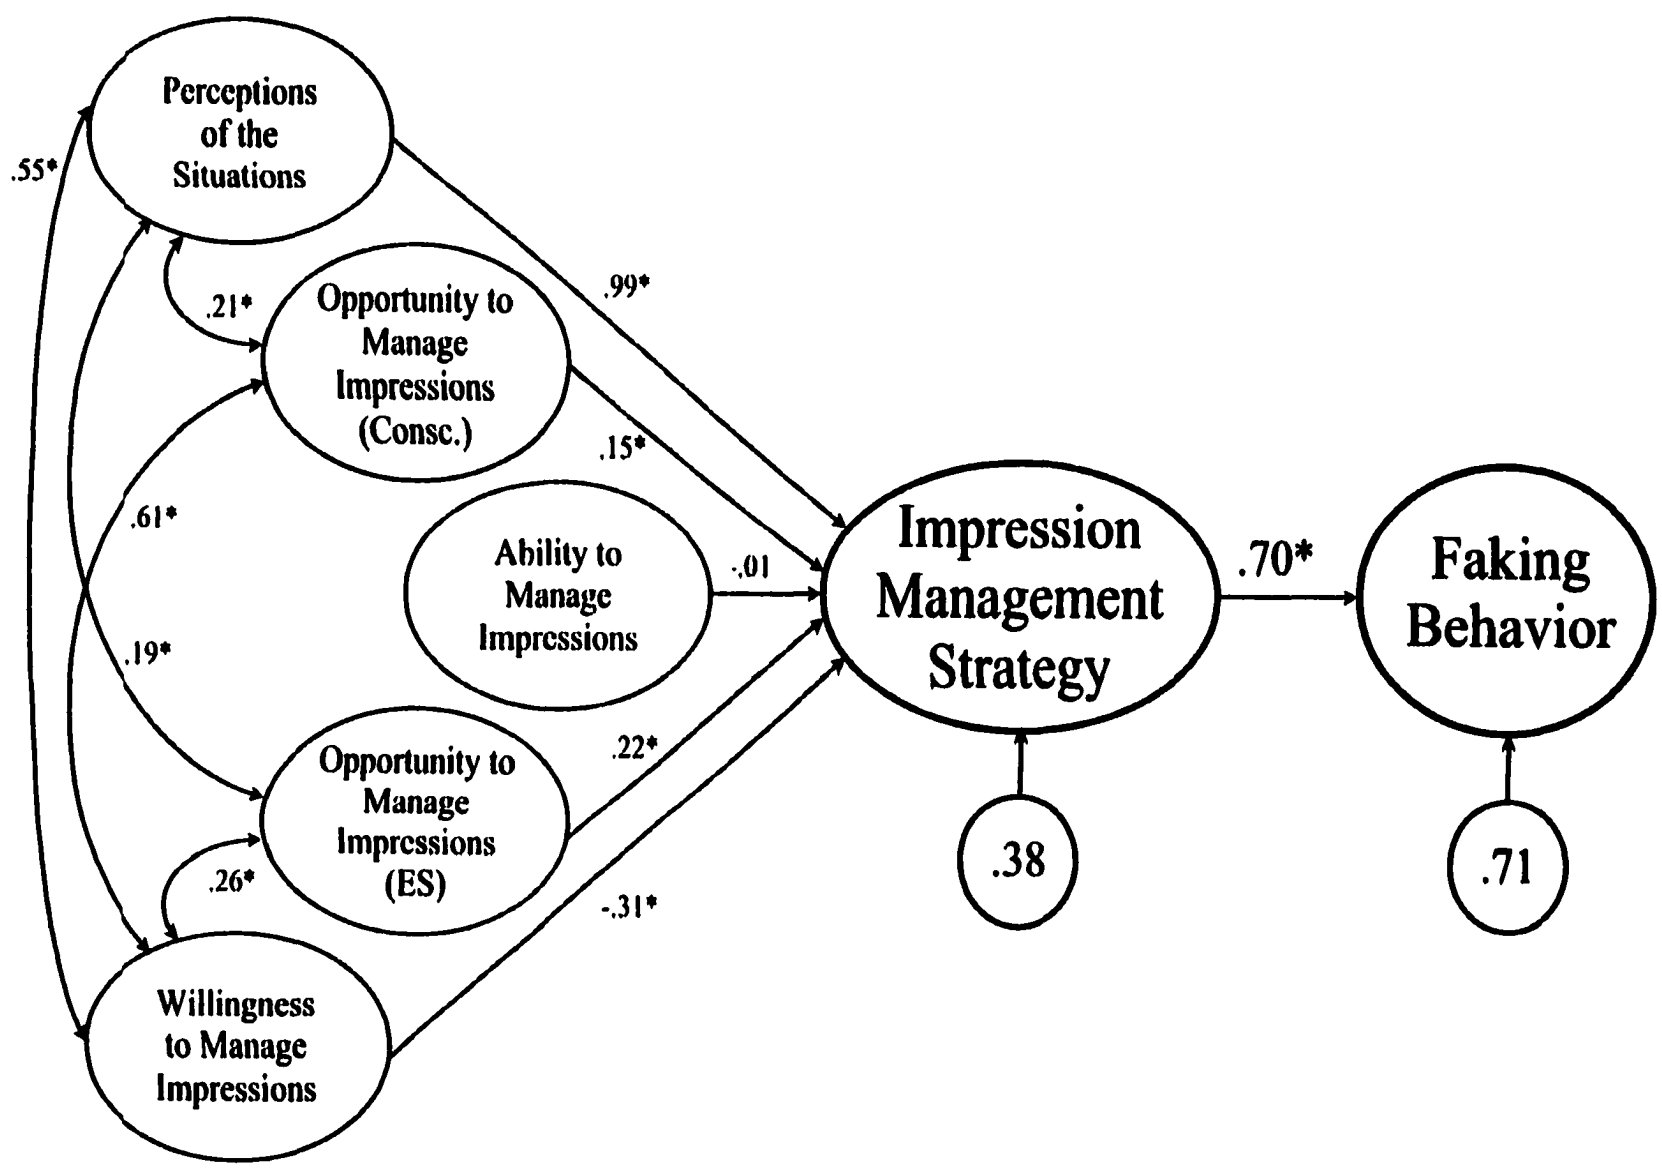 Perceptions
of the
Situations
.55*
.21*
Opportunity to
Manage
Impressions
(Consc.)
.99*
.15*
.61*
Ability to
Manage
Impressions
-.01
Impression
Management
Strategy
.70*
Faking
Behavior
.19*
Opportunity to
Manage
Impressions
(ES)
.22*
.26*
-.31*
.38
.71
Willingness
to Manage
Impressions